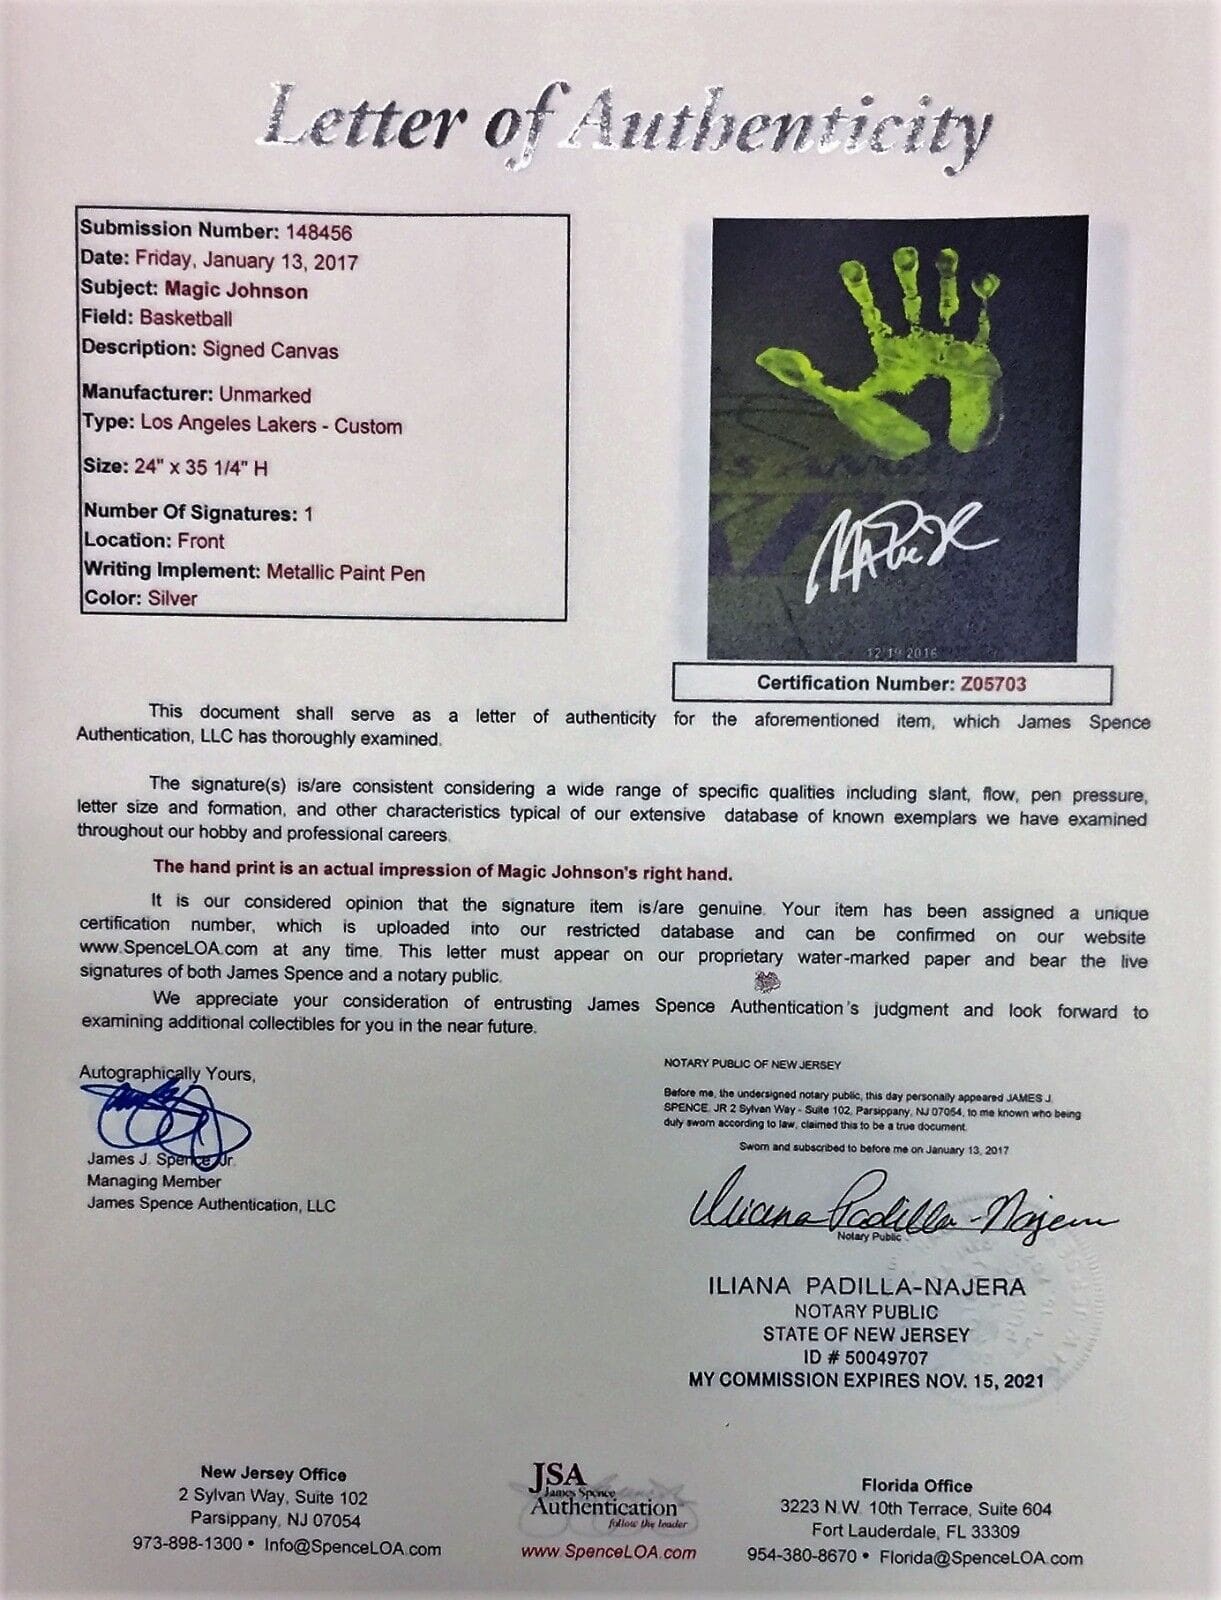 Letter of Authenticity
Submission Number: 148456
Date: Friday, January 13, 2017
Subject: Magic Johnson
Field: Basketball
Description: Signed Canvas
Manufacturer: Unmarked
Type: Los Angeles Lakers - Custom
Size: 24" x 35 1/4" H
Number Of Signatures: 1
Location: Front
Writing Implement: Metallic Paint Pen
Color: Silver
12 19 2016
Certification Number: Z05703
This document shall serve as a letter of authenticity for the aforementioned item, which James Spence
Authentication, LLC has thoroughly examined.
The signature(s) is/are consistent considering a wide range of specific qualities including slant, flow, pen pressure,
letter size and formation, and other characteristics typical of our extensive database of known exemplars we have examined
throughout our hobby and professional careers.
The hand print is an actual impression of Magic Johnson's right hand.
It is our considered opinion that the signature item is/are genuine. Your item has been assigned a unique
certification number, which is uploaded into our restricted database and can be confirmed on our website
www.SpenceLOA.com at any time. This letter must appear on our proprietary water-marked paper and bear the live
signatures of both James Spence and a notary public.
We appreciate your consideration of entrusting James Spence Authentication's judgment and look forward to
examining additional collectibles for you in the near future.
Autographically Yours,
James J. Spence Jr.
Managing Member
James Spence Authentication, LLC
NOTARY PUBLIC OF NEW JERSEY
Before me, the undersigned notary public, this day personally appeared JAMES J.
SPENCE, JR 2 Sylvan Way - Suite 102, Parsippany, NJ 07054, to me known who being
duly sworn according to law, claimed this to be a true document.
Sworn and subscribed to before me on January 13, 2017
Iliana Padilla-Najera
Notary Public
ILIANA PADILLA-NAJERA
NOTARY PUBLIC
STATE OF NEW JERSEY
ID # 50049707
MY COMMISSION EXPIRES NOV. 15, 2021
New Jersey Office
2 Sylvan Way, Suite 102
Parsippany, NJ 07054
973-898-1300 • Info@SpenceLOA.com
JSA
James Spence
Authentication
follow the leader
www.SpenceLOA.com
Florida Office
3223 N.W. 10th Terrace, Suite 604
Fort Lauderdale, FL 33309
954-380-8670 • Florida@SpenceLOA.com